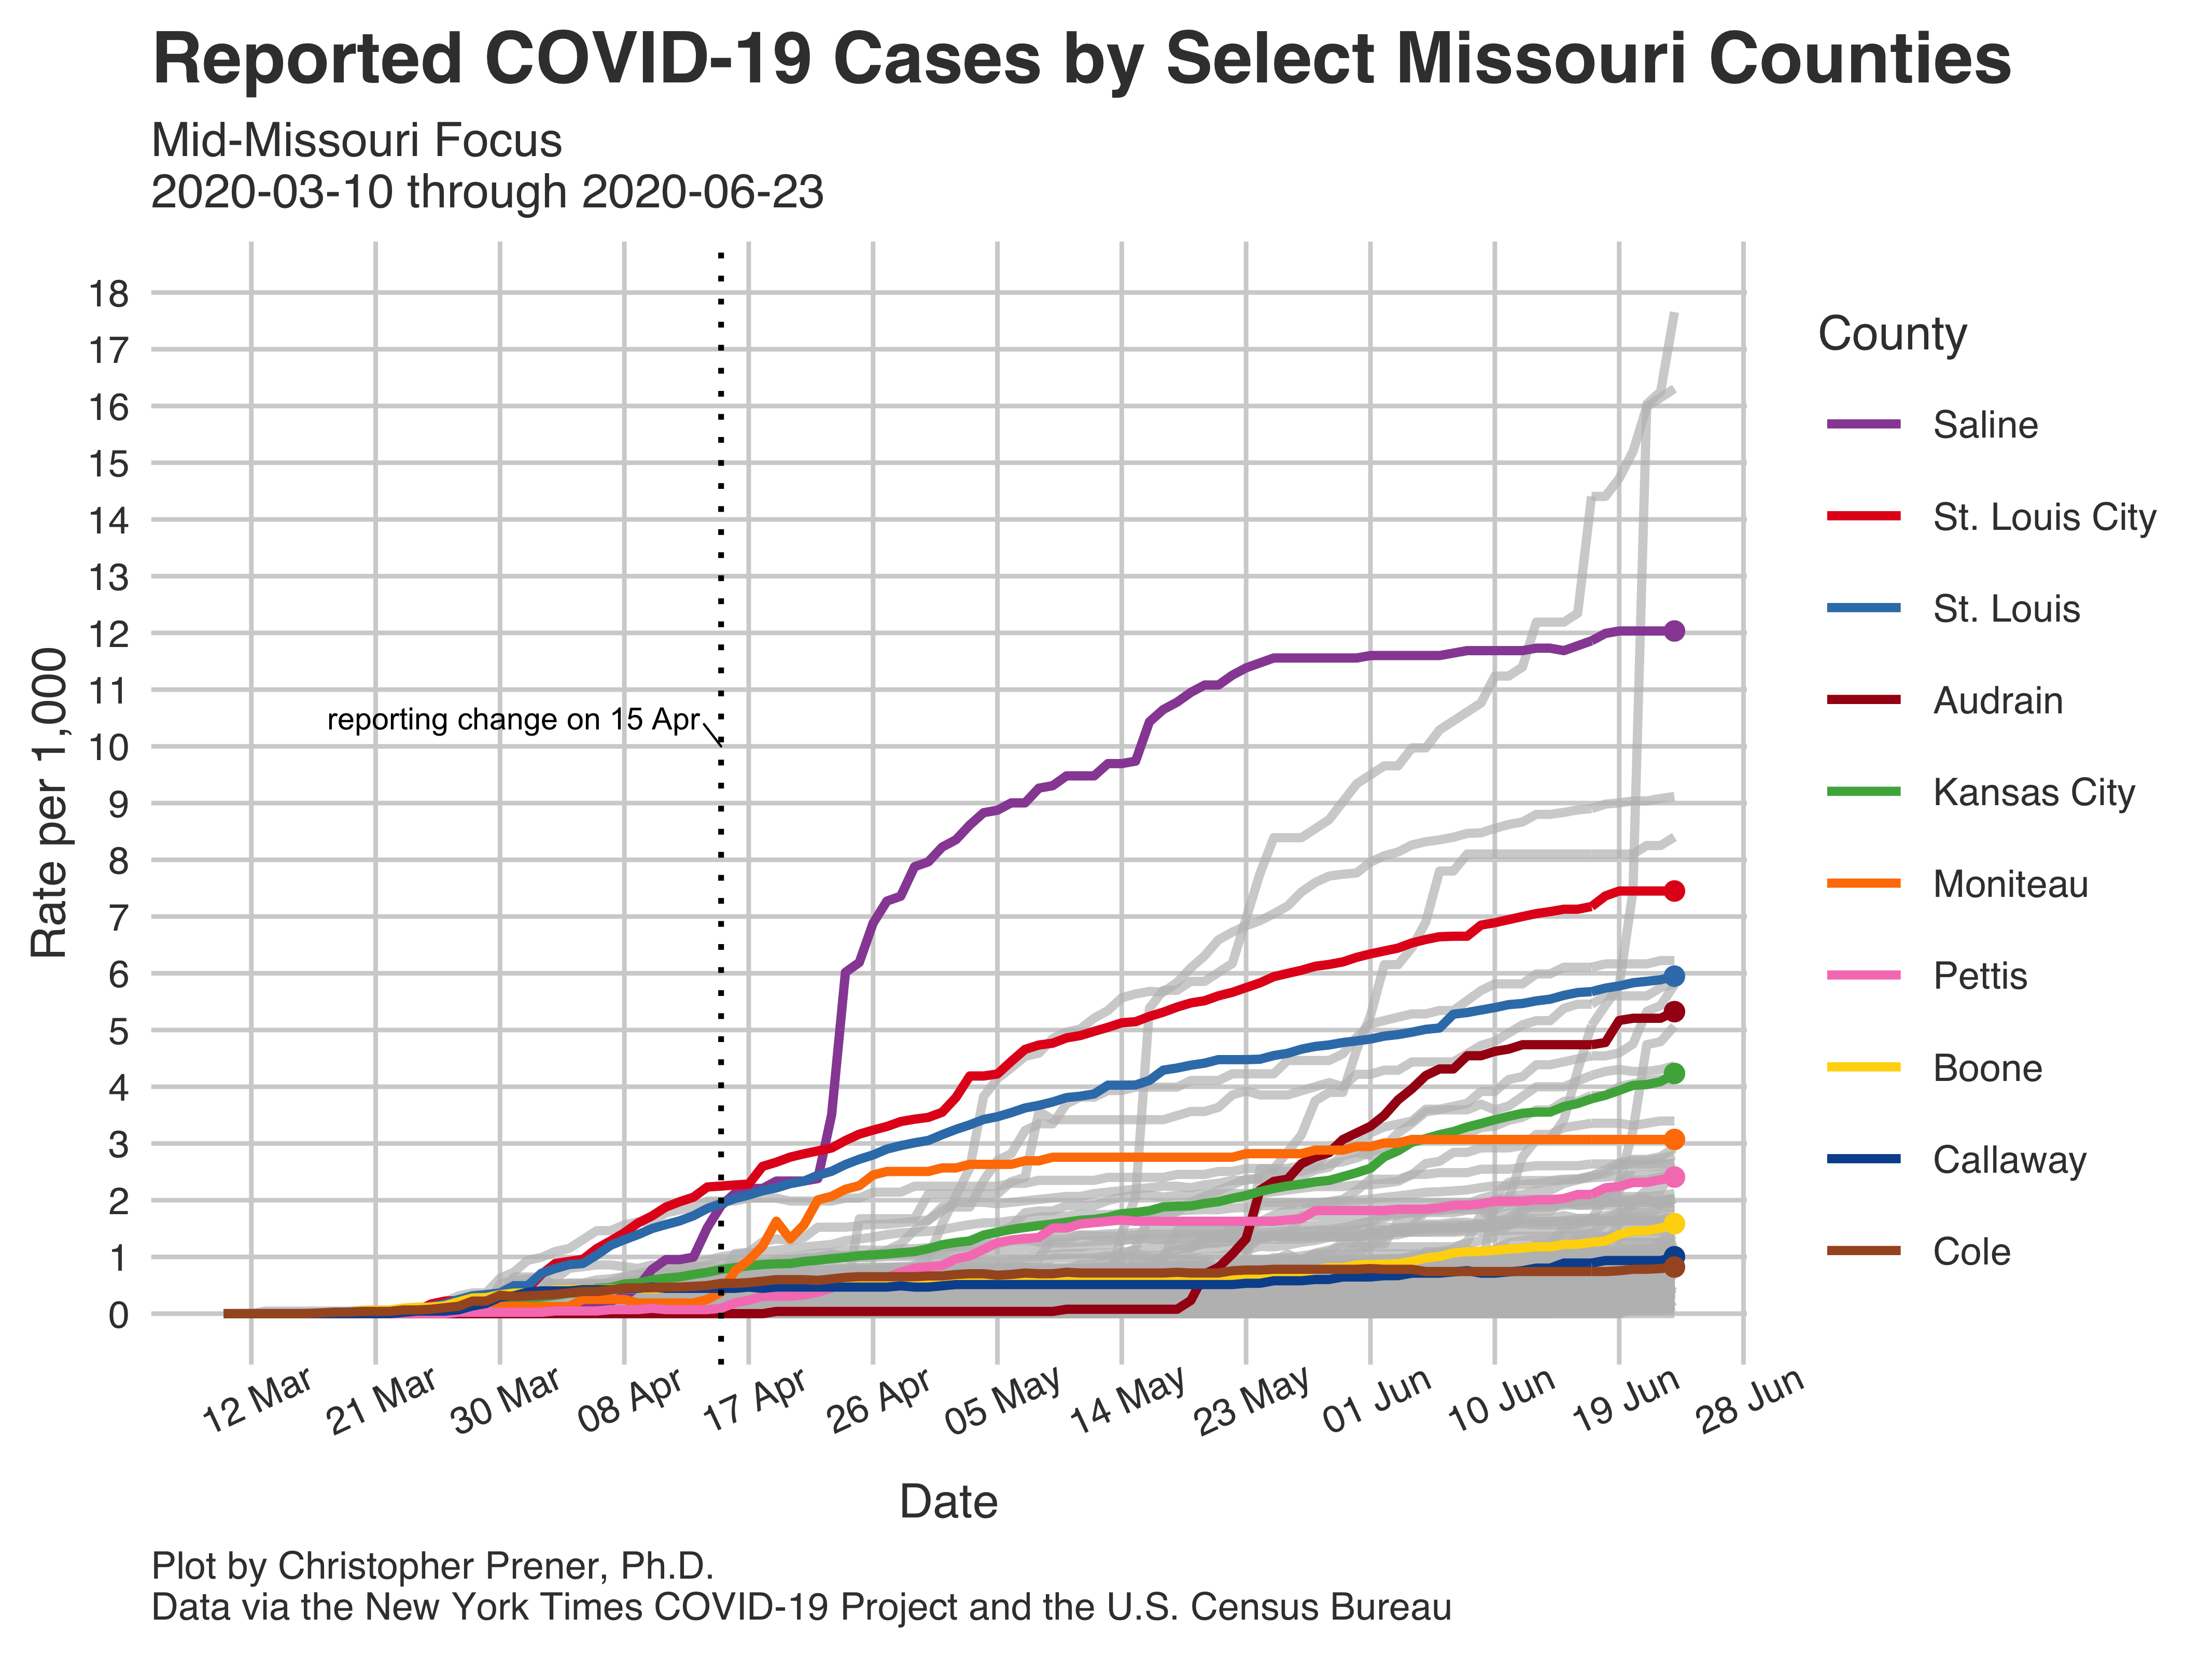 Reported COVID-19 Cases by Select Missouri Counties
Mid-Missouri Focus
2020-03-10 through 2020-06-23
18
17
16
15
14
13
12
11
10
9
8
7
6
5
4
3
2
1
0
Rate per 1,000
reporting change on 15 Apr
12 Mar
21 Mar
30 Mar
08 Apr
17 Apr
26 Apr
05 May
14 May
23 May
01 Jun
10 Jun
19 Jun
28 Jun
Date
County
Saline
St. Louis City
St. Louis
Audrain
Kansas City
Moniteau
Pettis
Boone
Callaway
Cole
Plot by Christopher Prener, Ph.D.
Data via the New York Times COVID-19 Project and the U.S. Census Bureau